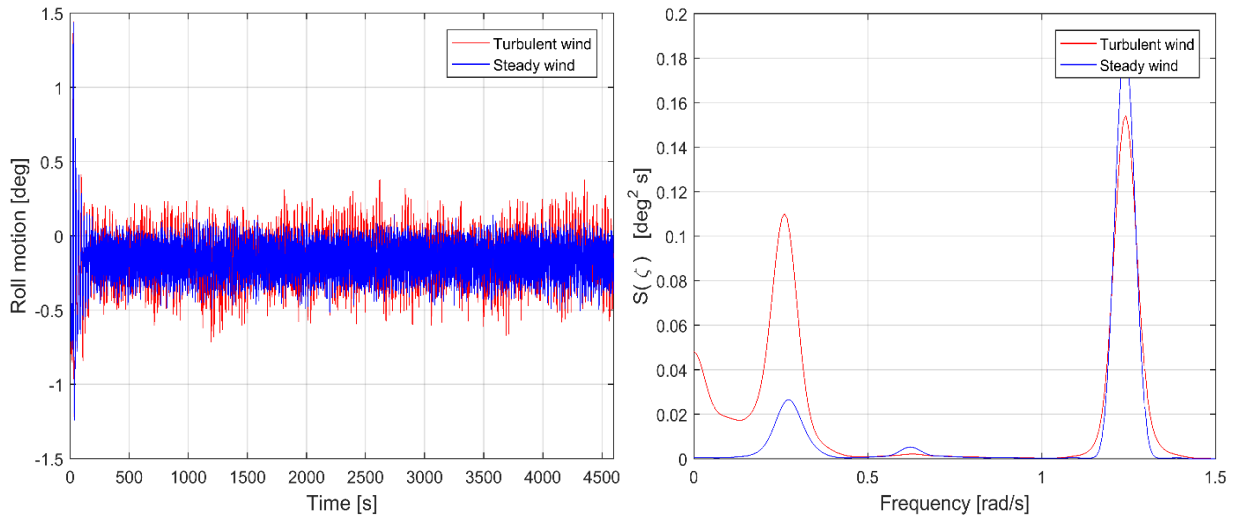 Turbulent wind
Steady wind
Roll motion [deg]
1.5
1
0.5
0
-0.5
-1
-1.5
0 500 1000 1500 2000 2500 3000 3500 4000 4500
Time [s]
Turbulent wind
Steady wind
S( ζ ) [deg² s]
0.2
0.18
0.16
0.14
0.12
0.1
0.08
0.06
0.04
0.02
0
0 0.5 1 1.5
Frequency [rad/s]